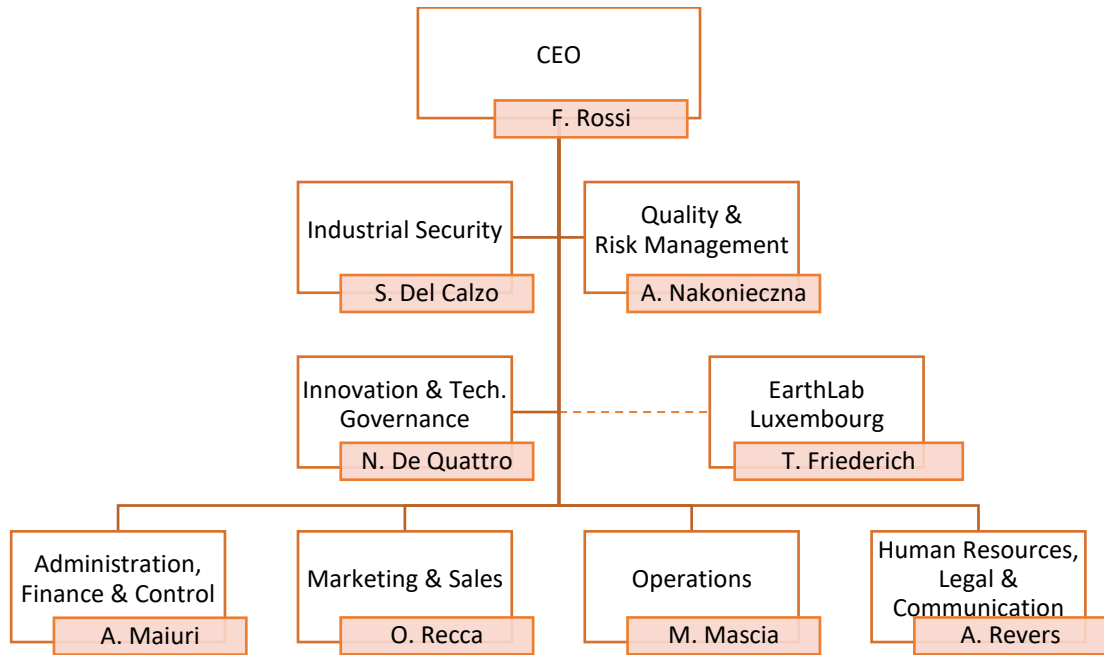 CEO
F. Rossi
Industrial Security
S. Del Calzo
Quality &
Risk Management
A. Nakonieczna
Innovation & Tech.
Governance
N. De Quattro
EarthLab
Luxembourg
T. Friederich
Administration,
Finance & Control
A. Maiuri
Marketing & Sales
O. Recca
Operations
M. Mascia
Human Resources,
Legal &
Communication
A. Revers